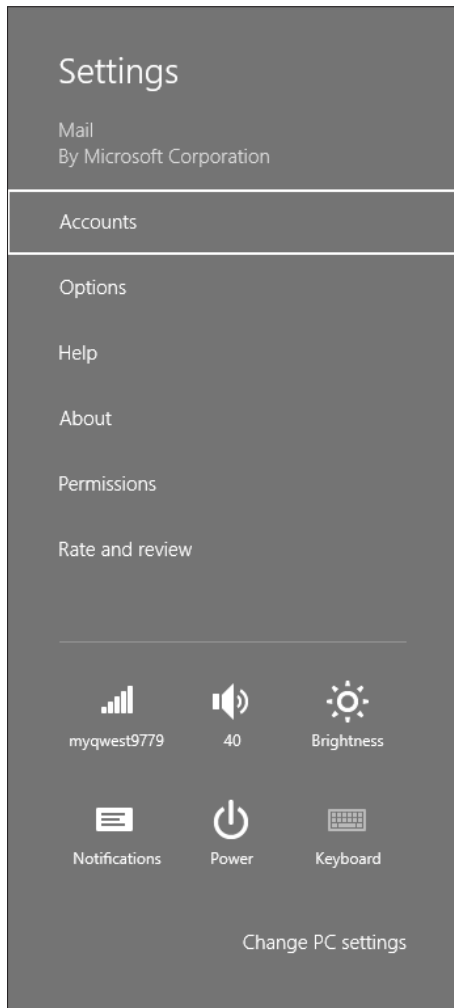 Settings
Mail
By Microsoft Corporation
Accounts
Options
Help
About
Permissions
Rate and review
myqwest9779
40
Brightness
Notifications
Power
Keyboard
Change PC settings